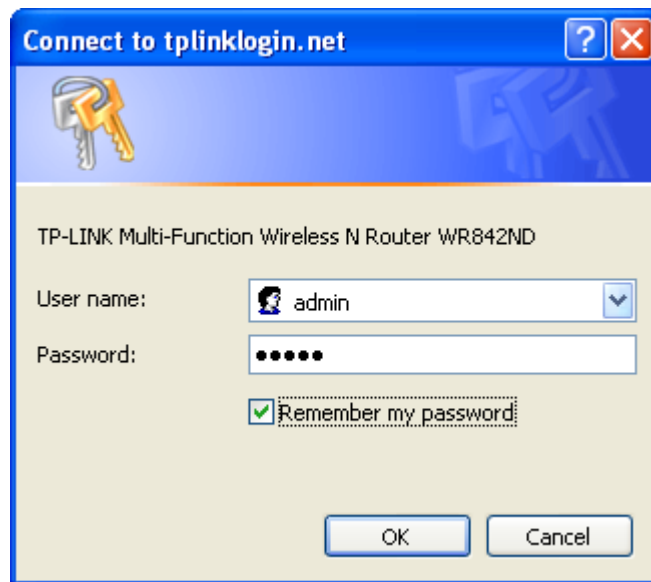 Connect to tplinklogin.net
TP-LINK Multi-Function Wireless N Router WR842ND
User name: admin
Password: •••••
Remember my password
OK Cancel